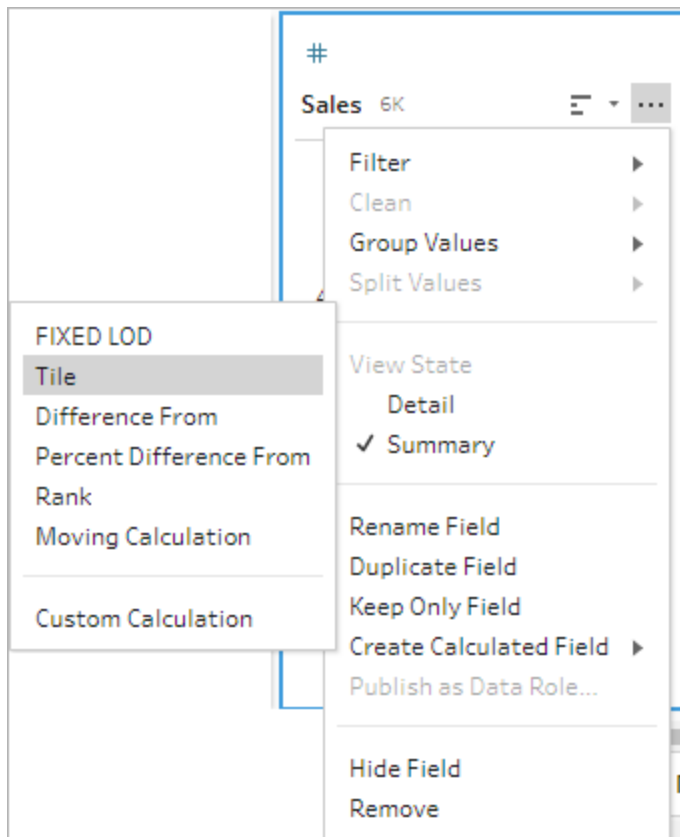 #
Sales 6K
Filter
Clean
Group Values
Split Values
View State
Detail
Summary
Rename Field
Duplicate Field
Keep Only Field
Create Calculated Field
Publish as Data Role...
Hide Field
Remove
FIXED LOD
Tile
Difference From
Percent Difference From
Rank
Moving Calculation
Custom Calculation